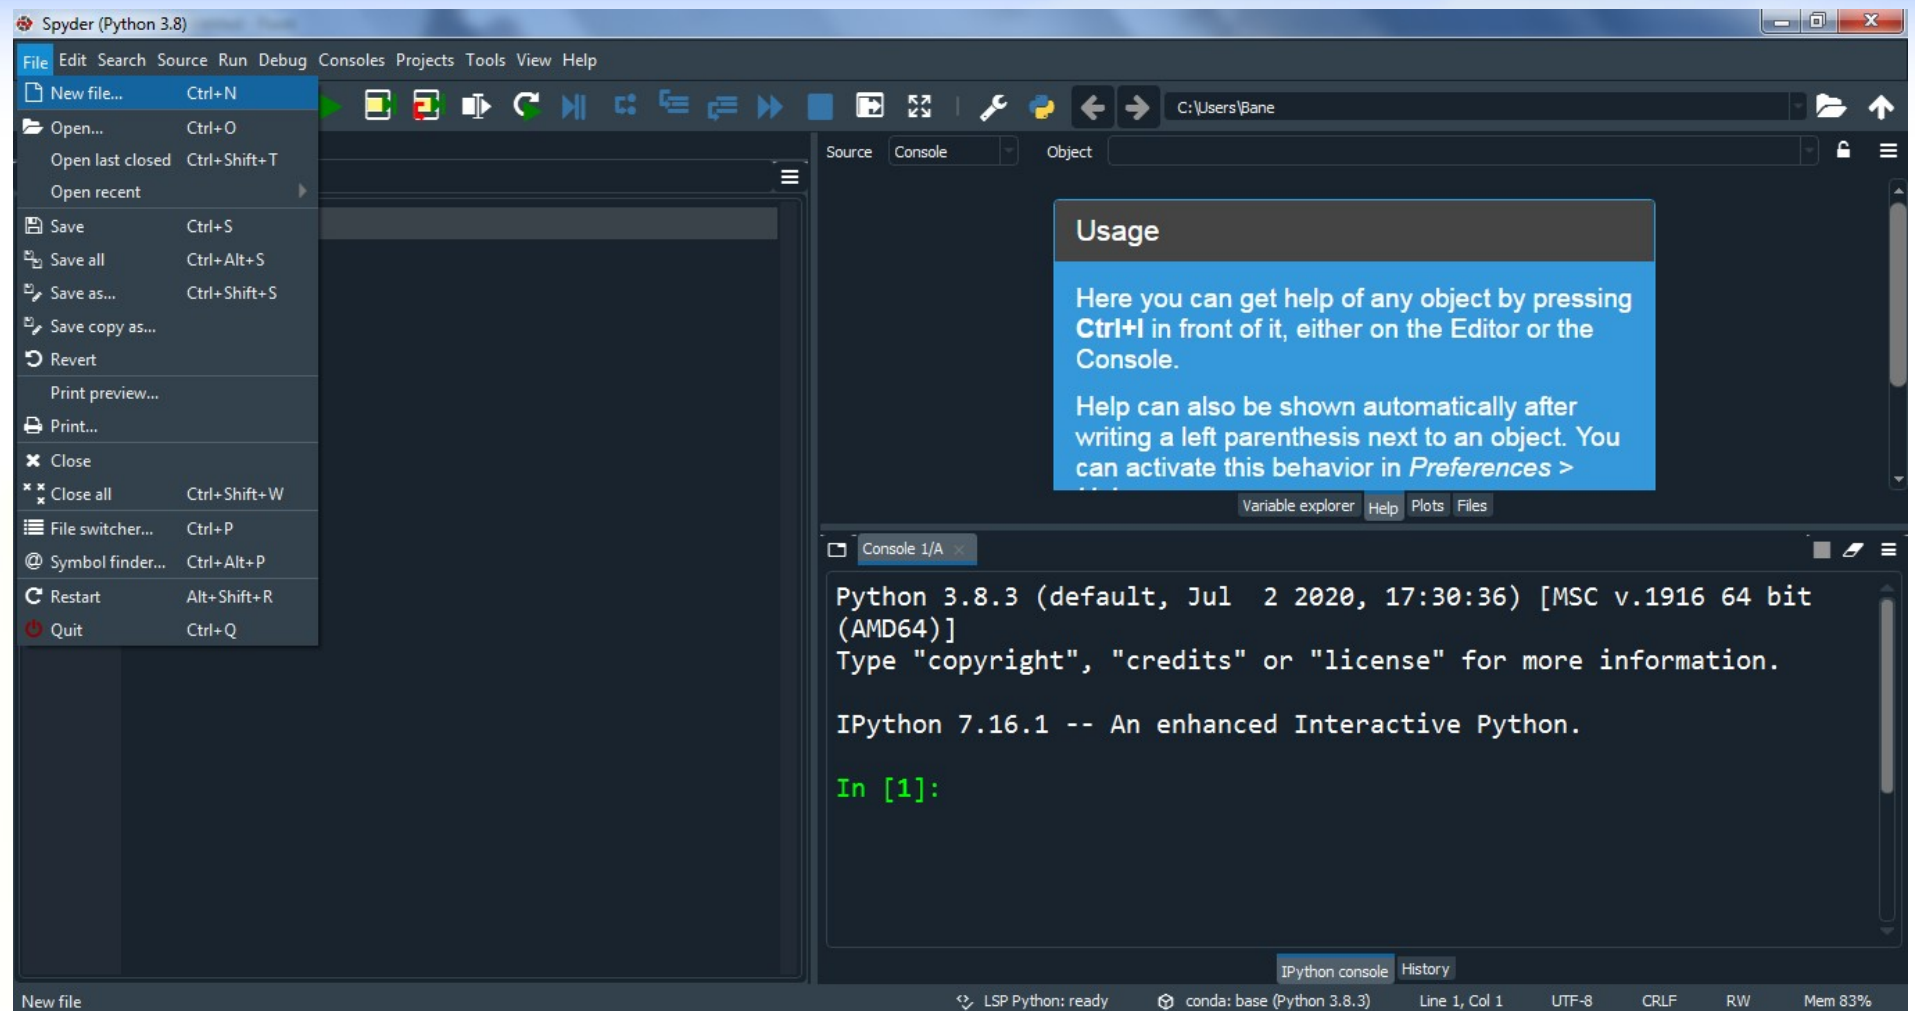 Spyder (Python 3.8)
File Edit Search Source Run Debug Consoles Projects Tools View Help
New file... Ctrl+N
Open... Ctrl+O
Open last closed Ctrl+Shift+T
Open recent
Save Ctrl+S
Save all Ctrl+Alt+S
Save as... Ctrl+Shift+S
Save copy as...
Revert
Print preview...
Print...
Close
Close all Ctrl+Shift+W
File switcher... Ctrl+P
@ Symbol finder... Ctrl+Alt+P
Restart Alt+Shift+R
Quit Ctrl+Q
C:\Users\Bane
Source Console Object
Usage
Here you can get help of any object by pressing
Ctrl+I in front of it, either on the Editor or the
Console.
Help can also be shown automatically after
writing a left parenthesis next to an object. You
can activate this behavior in Preferences >
Variable explorer Help Plots Files
Console 1/A
Python 3.8.3 (default, Jul  2 2020, 17:30:36) [MSC v.1916 64 bit
(AMD64)]
Type "copyright", "credits" or "license" for more information.
IPython 7.16.1 -- An enhanced Interactive Python.
In [1]:
IPython console History
New file LSP Python: ready conda: base (Python 3.8.3) Line 1, Col 1 UTF-8 CRLF RW Mem 83%